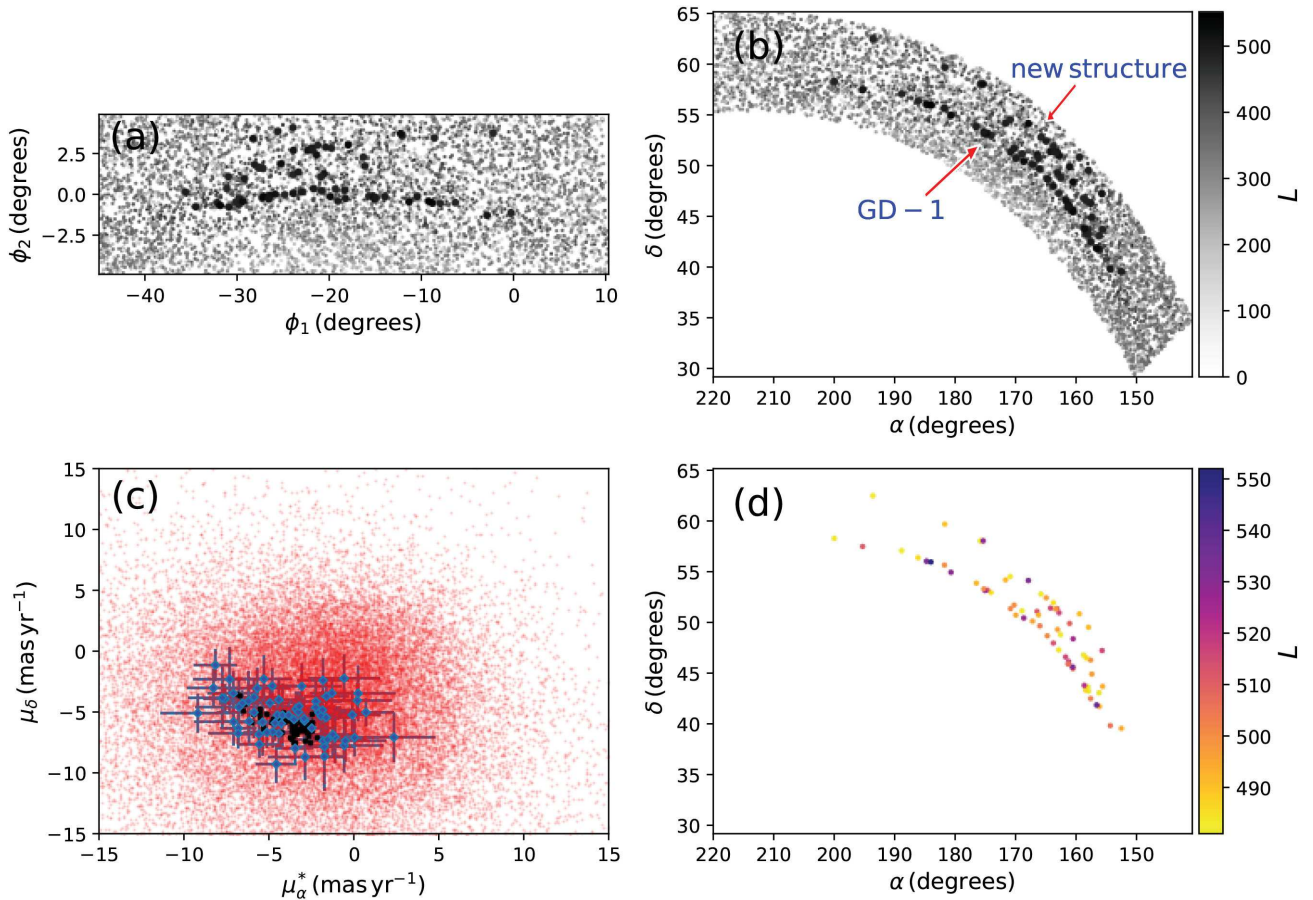 (a)
2.5
0.0
−2.5
ϕ2 (degrees)
−40 −30 −20 −10 0 10
ϕ1 (degrees)
(b)
new structure
GD − 1
65
60
55
50
45
40
35
30
δ (degrees)
220 210 200 190 180 170 160 150
α (degrees)
500
400
300
200
100
0
L
(c)
15
10
5
0
−5
−10
−15
μδ (mas yr−1)
−15 −10 −5 0 5 10 15
μ*α (mas yr−1)
(d)
65
60
55
50
45
40
35
30
δ (degrees)
220 210 200 190 180 170 160 150
α (degrees)
550
540
530
520
510
500
490
L